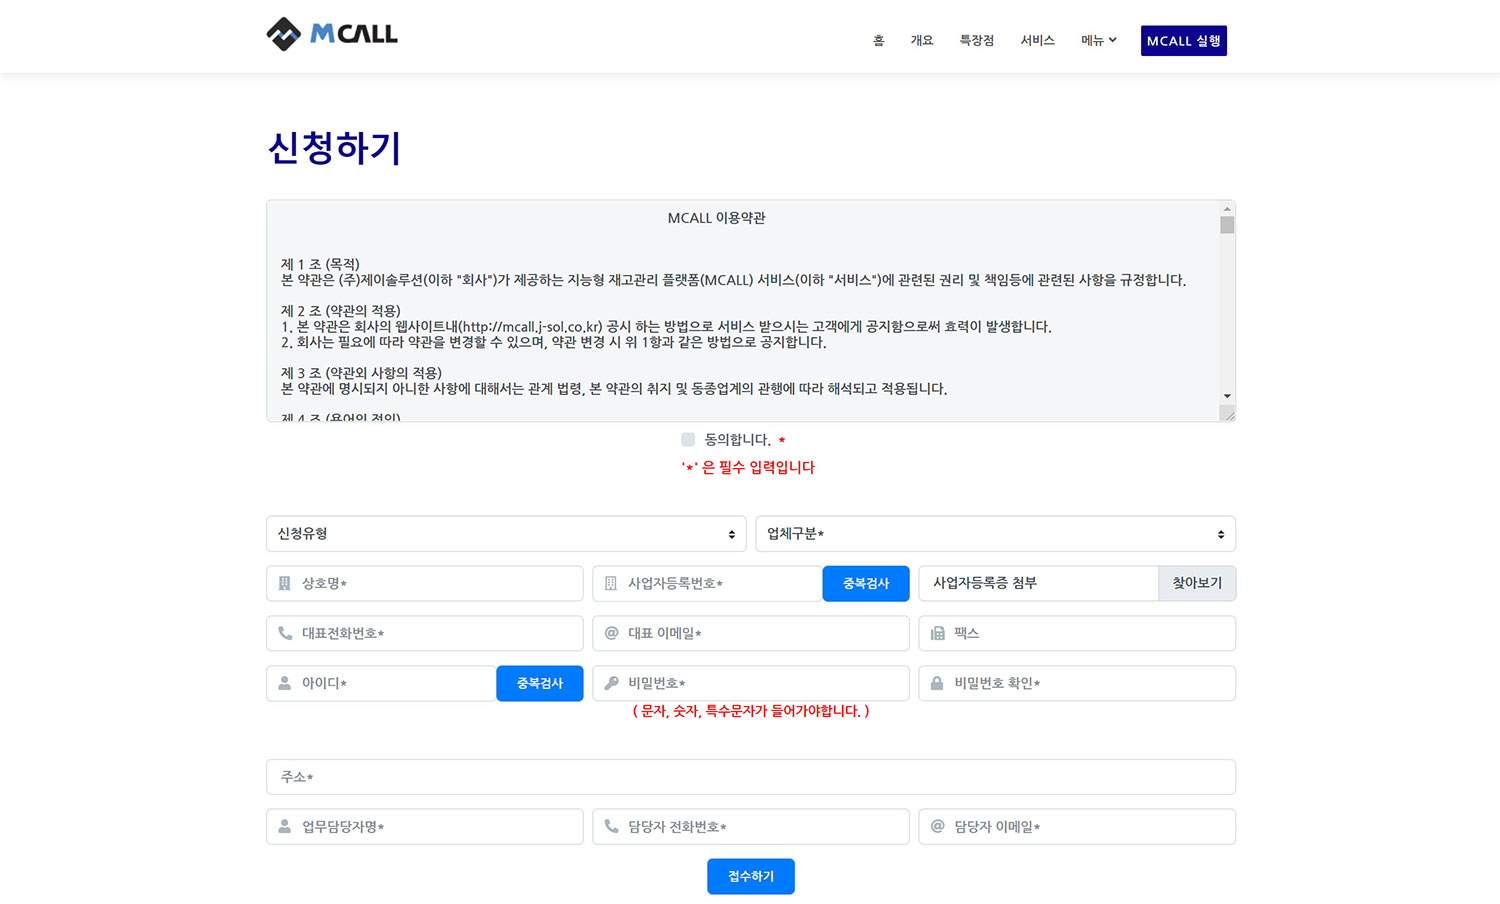 MCALL
홈 개요 특장점 서비스 메뉴 MCALL 실행
신청하기
MCALL 이용약관
제 1 조 (목적)
본 약관은 (주)제이솔루션(이하 "회사")가 제공하는 지능형 재고관리 플랫폼(MCALL) 서비스(이하 "서비스")에 관련된 권리 및 책임등에 관련된 사항을 규정합니다.
제 2 조 (약관의 적용)
1. 본 약관은 회사의 웹사이트내(http://mcall.j-sol.co.kr) 공시 하는 방법으로 서비스 받으시는 고객에게 공지함으로써 효력이 발생합니다.
2. 회사는 필요에 따라 약관을 변경할 수 있으며, 약관 변경 시 위 1항과 같은 방법으로 공지합니다.
제 3 조 (약관외 사항의 적용)
본 약관에 명시되지 아니한 사항에 대해서는 관계 법령, 본 약관의 취지 및 동종업계의 관행에 따라 해석되고 적용됩니다.
제 4 조 (용어의 정의)
동의합니다. *
'*' 은 필수 입력입니다
신청유형 업체구분*
상호명* 사업자등록번호* 중복검사 사업자등록증 첨부 찾아보기
대표전화번호* 대표 이메일* 팩스
아이디* 중복검사 비밀번호* 비밀번호 확인*
( 문자, 숫자, 특수문자가 들어가야합니다. )
주소*
업무담당자명* 담당자 전화번호* 담당자 이메일*
접수하기